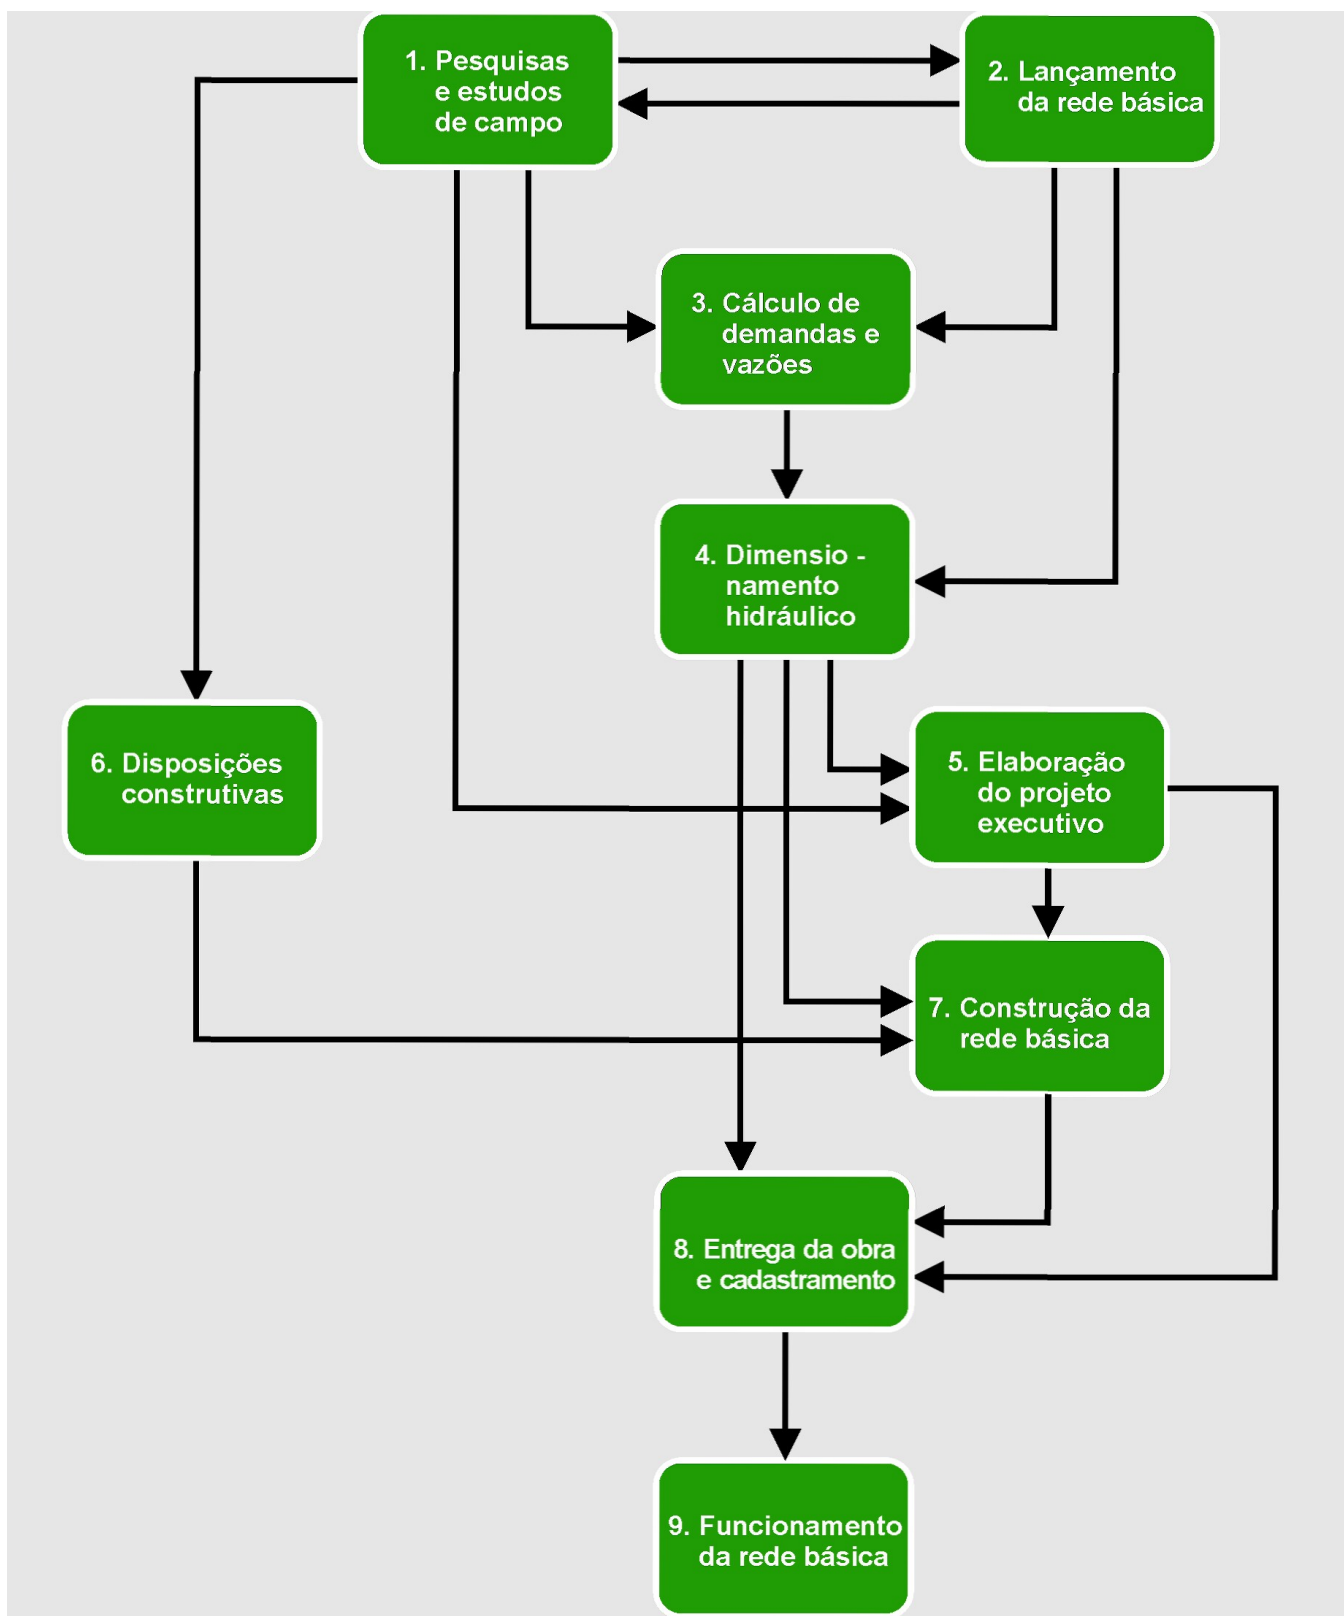 1. Pesquisas
e estudos
de campo
2. Lançamento
da rede básica
3. Cálculo de
demandas e
vazões
4. Dimensio -
namento
hidráulico
5. Elaboração
do projeto
executivo
6. Disposições
construtivas
7. Construção da
rede básica
8. Entrega da obra
e cadastramento
9. Funcionamento
da rede básica